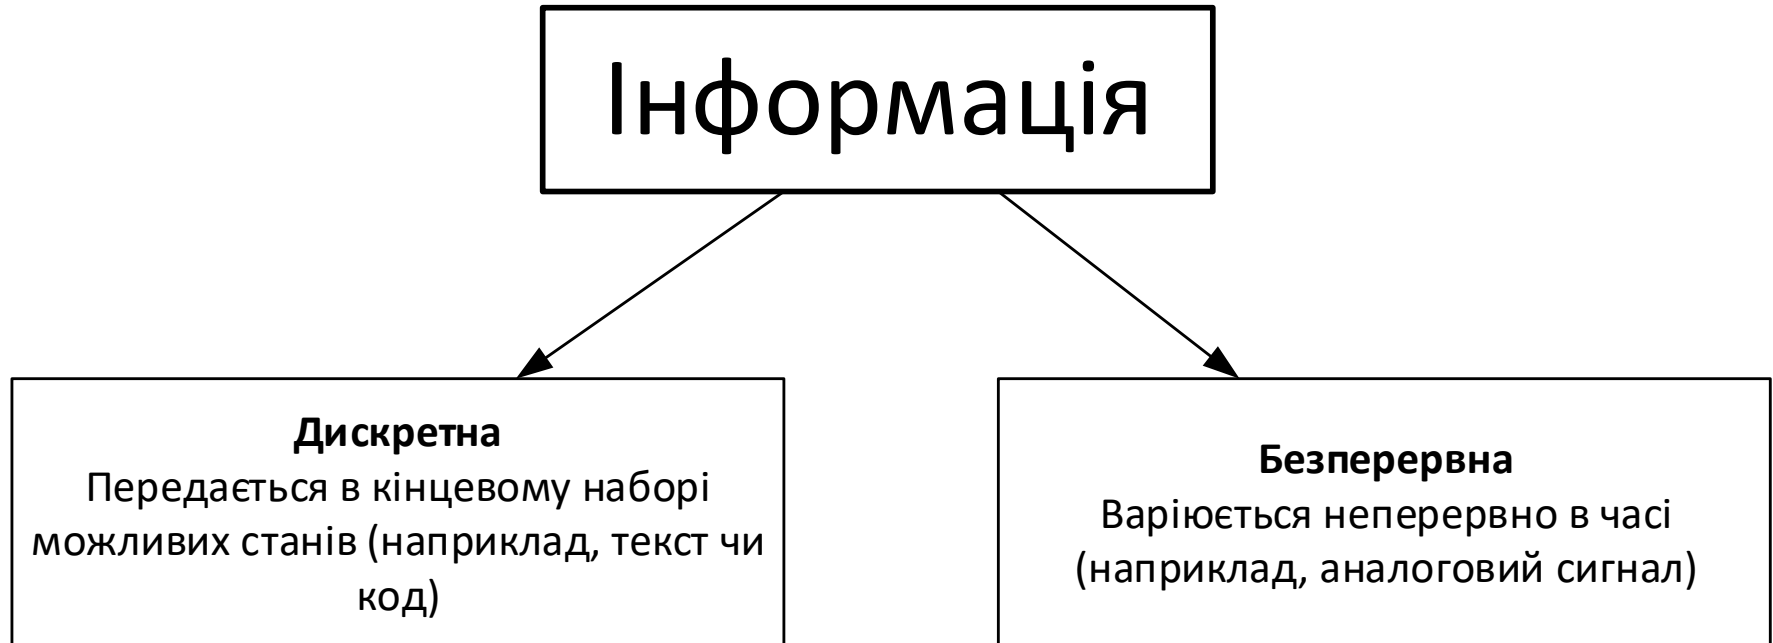 Інформація
Дискретна
Передається в кінцевому наборі
можливих станів (наприклад, текст чи
код)
Безперервна
Варіюється неперервно в часі
(наприклад, аналоговий сигнал)